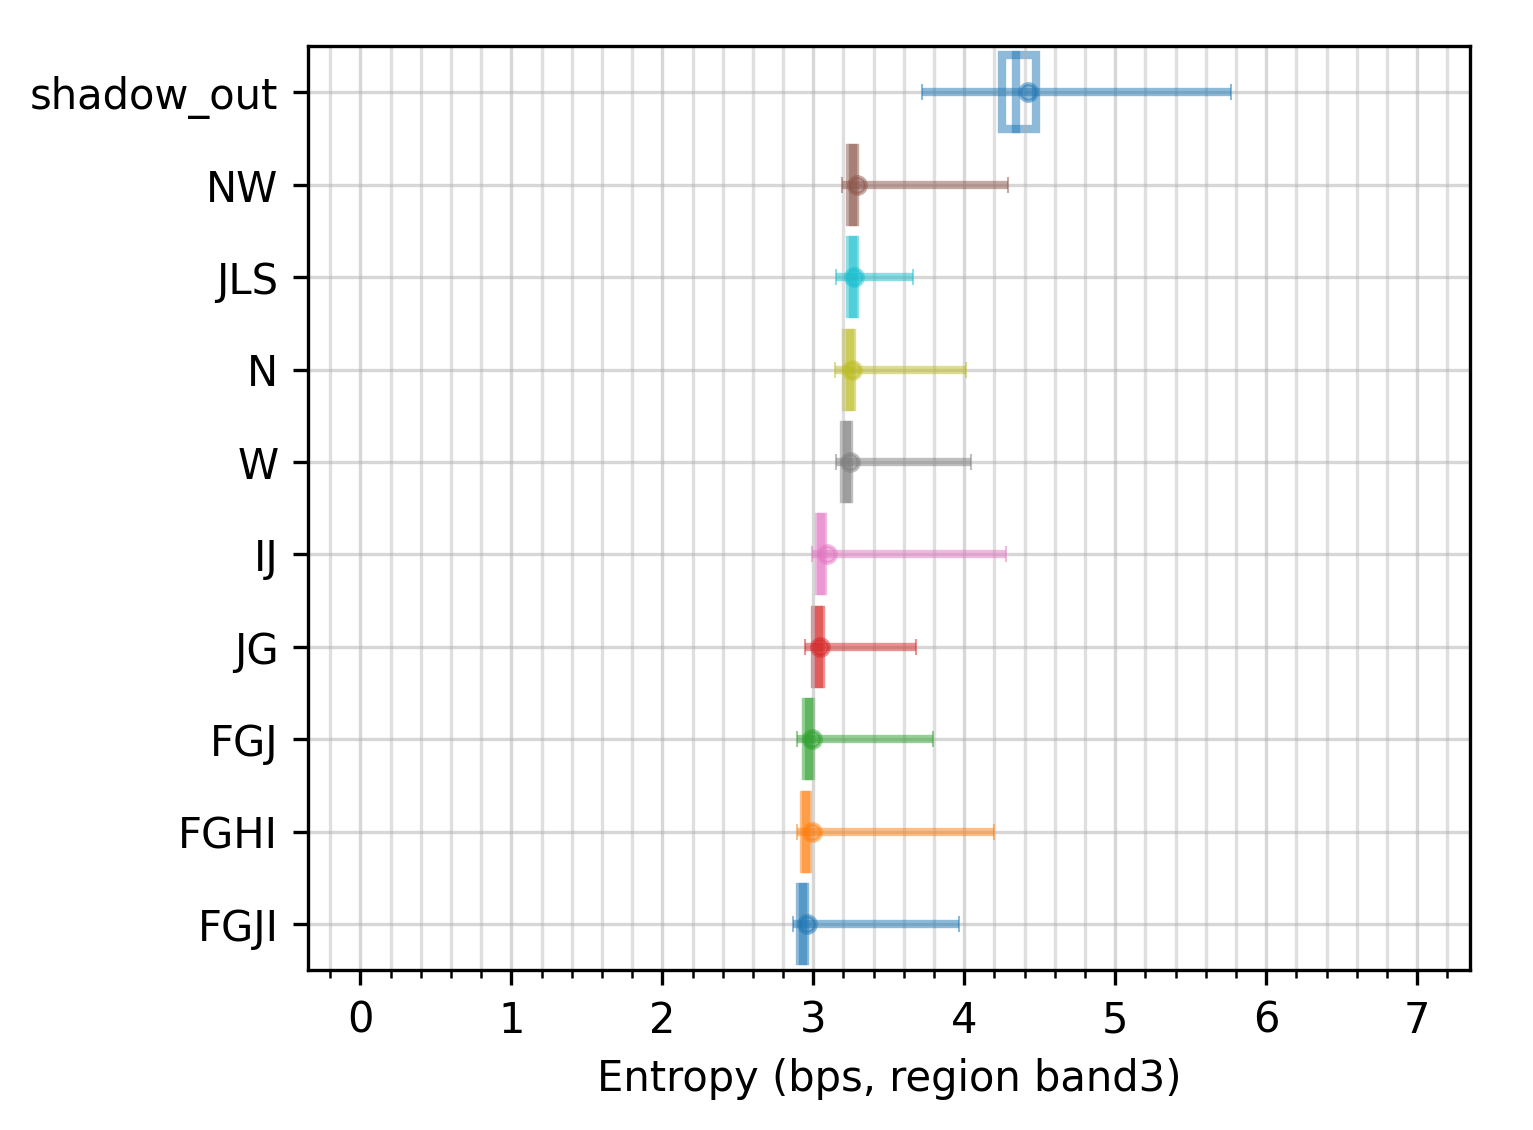 shadow_out
NW
JLS
N
W
IJ
JG
FGJ
FGHI
FGJI
0 1 2 3 4 5 6 7
Entropy (bps, region band3)